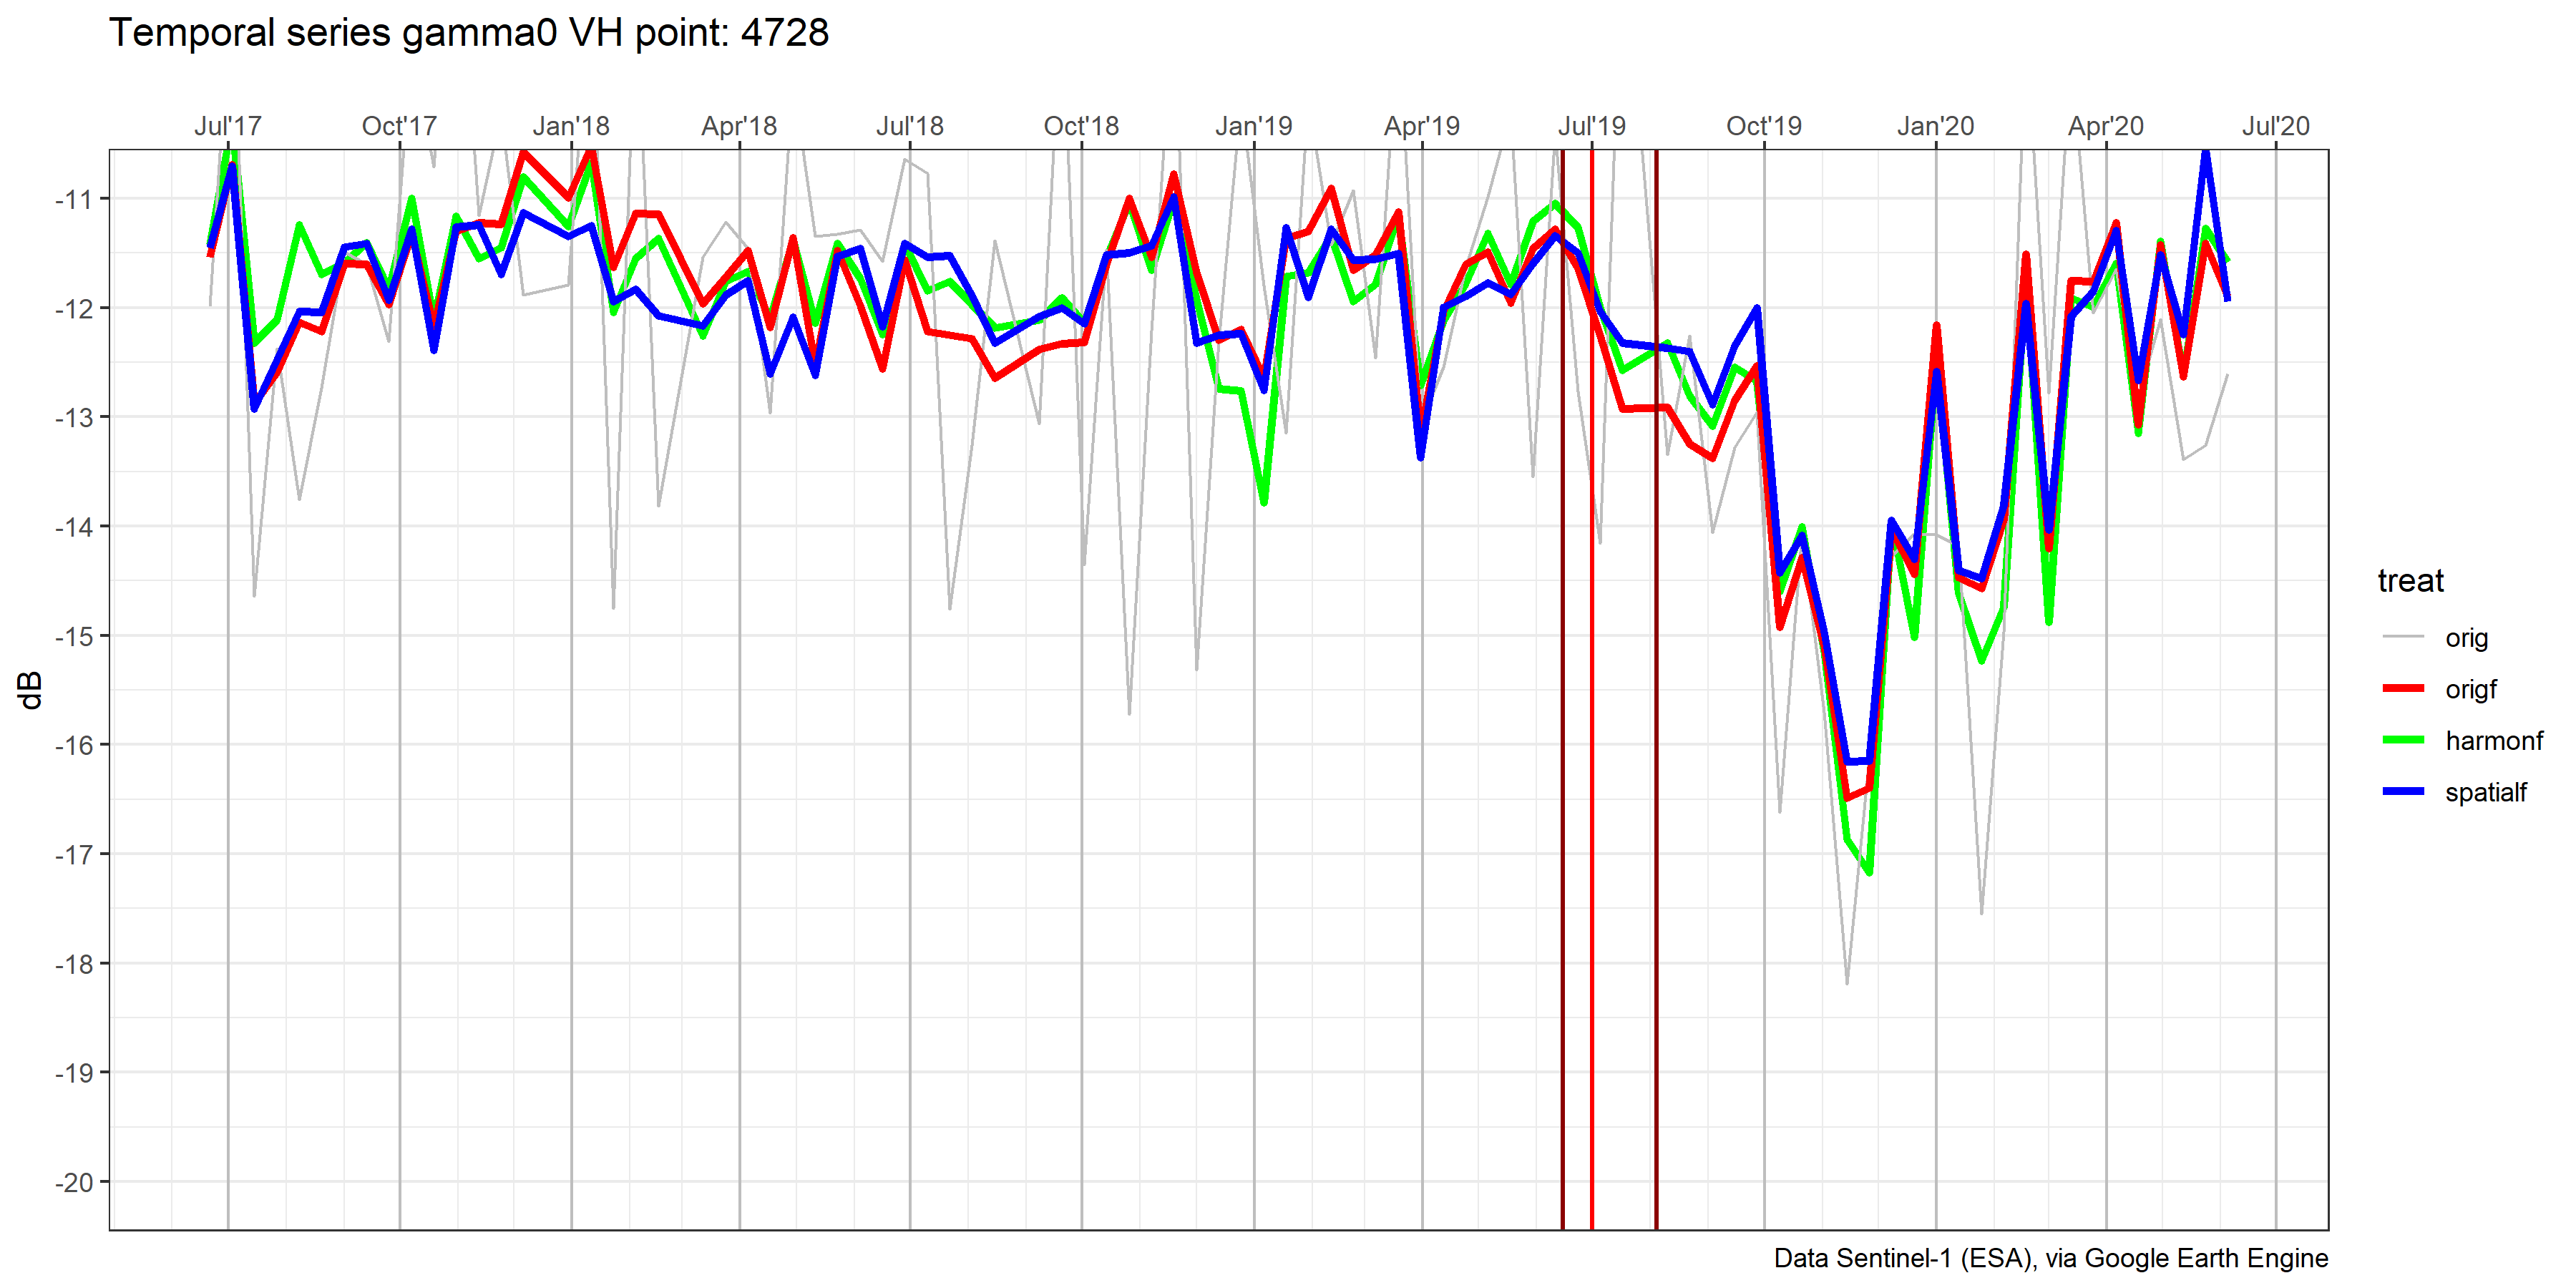 Temporal series gamma0 VH point: 4728
Jul'17 Oct'17 Jan'18 Apr'18 Jul'18 Oct'18 Jan'19 Apr'19 Jul'19 Oct'19 Jan'20 Apr'20 Jul'20
-11
-12
-13
-14
-15
-16
-17
-18
-19
-20
dB
treat
orig
origf
harmonf
spatialf
Data Sentinel-1 (ESA), via Google Earth Engine